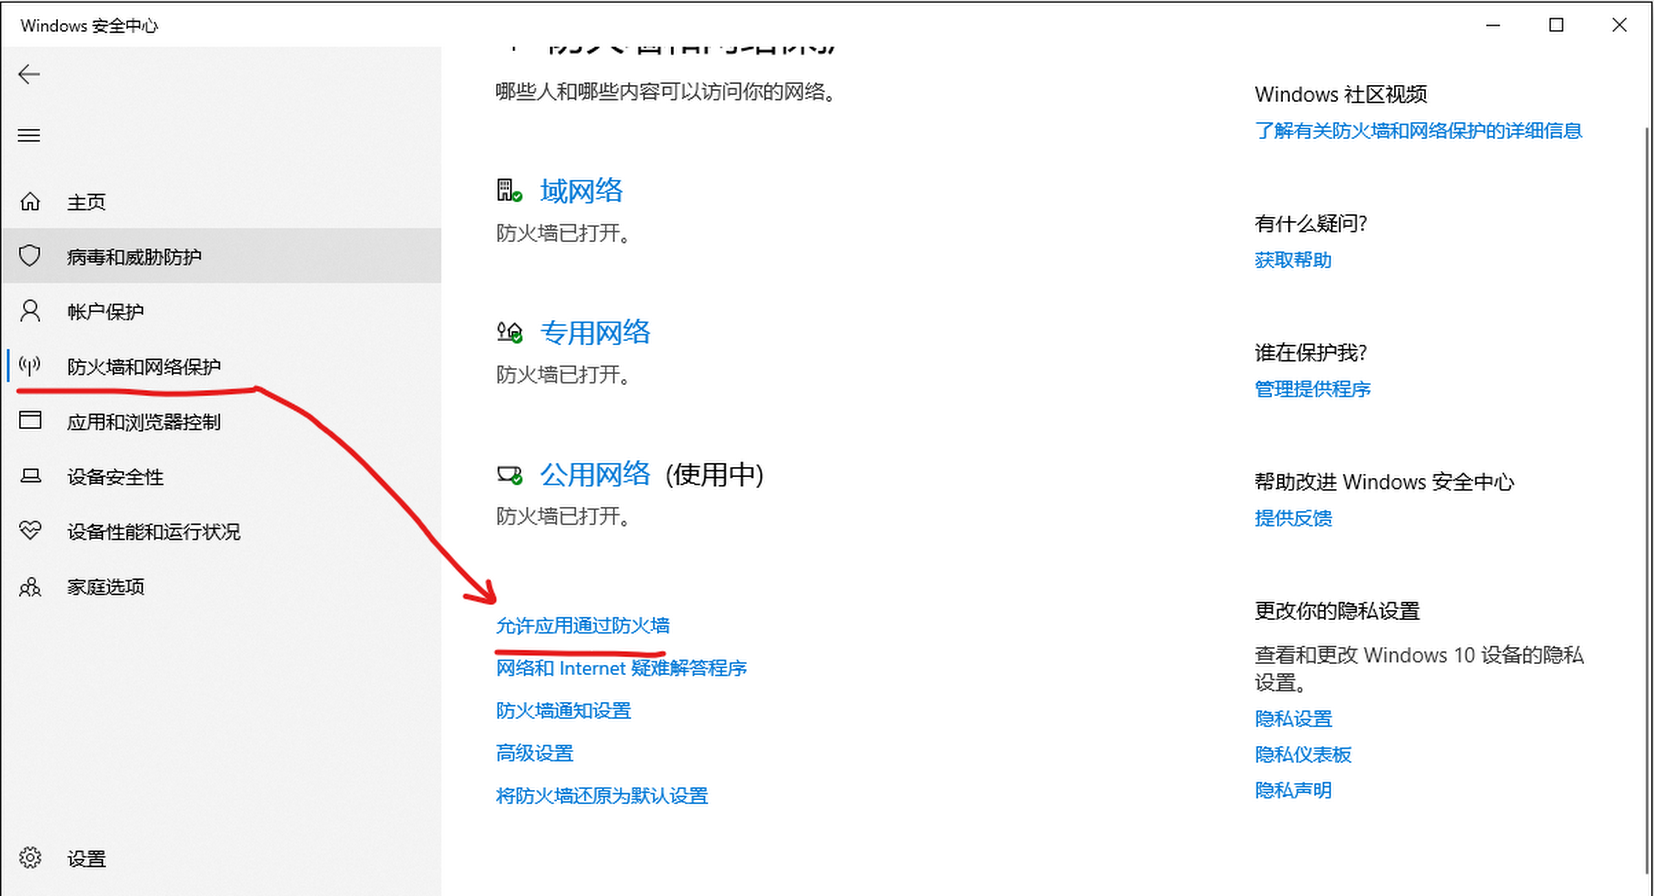 Windows 安全中心
主页
病毒和威胁防护
帐户保护
防火墙和网络保护
应用和浏览器控制
设备安全性
设备性能和运行状况
家庭选项
设置
防火墙和网络保护
哪些人和哪些内容可以访问你的网络。
域网络
防火墙已打开。
专用网络
防火墙已打开。
公用网络 (使用中)
防火墙已打开。
允许应用通过防火墙
网络和 Internet 疑难解答程序
防火墙通知设置
高级设置
将防火墙还原为默认设置
Windows 社区视频
了解有关防火墙和网络保护的详细信息
有什么疑问?
获取帮助
谁在保护我?
管理提供程序
帮助改进 Windows 安全中心
提供反馈
更改你的隐私设置
查看和更改 Windows 10 设备的隐私
设置。
隐私设置
隐私仪表板
隐私声明